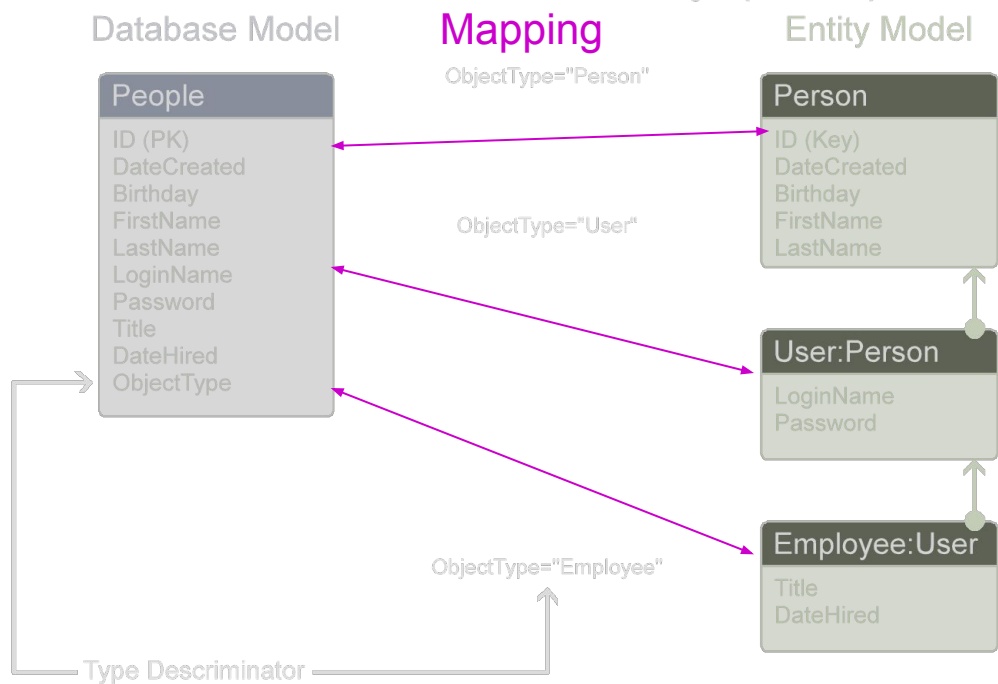 Database Model
Mapping
Entity Model
ObjectType="Person"
People
ID (PK)
DateCreated
Birthday
FirstName
LastName
LoginName
Password
Title
DateHired
ObjectType
Person
ID (Key)
DateCreated
Birthday
FirstName
LastName
ObjectType="User"
User:Person
LoginName
Password
Employee:User
Title
DateHired
ObjectType="Employee"
Type Descriminator